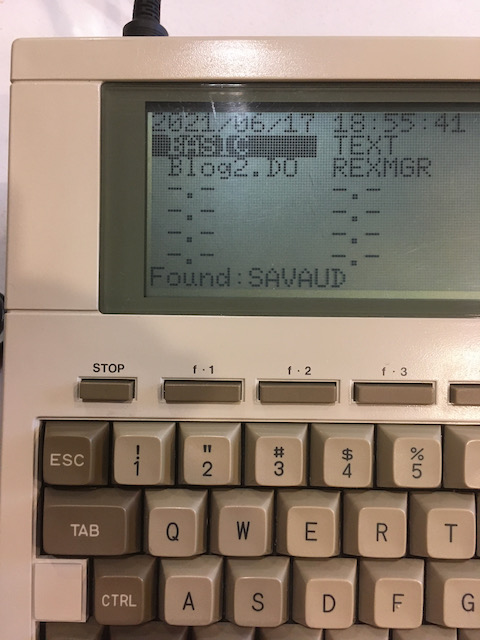 2021/06/17 18:55:41
BASIC TEXT
Blog2.DO REXMGR
-.- -.-
-.- -.-
-.- -.-
-.- -.-
Found:SAVAUD
STOP f·1 f·2 f·3
ESC ! 1 " 2 # 3 $ 4 % 5
TAB Q W E R T
CTRL A S D F G